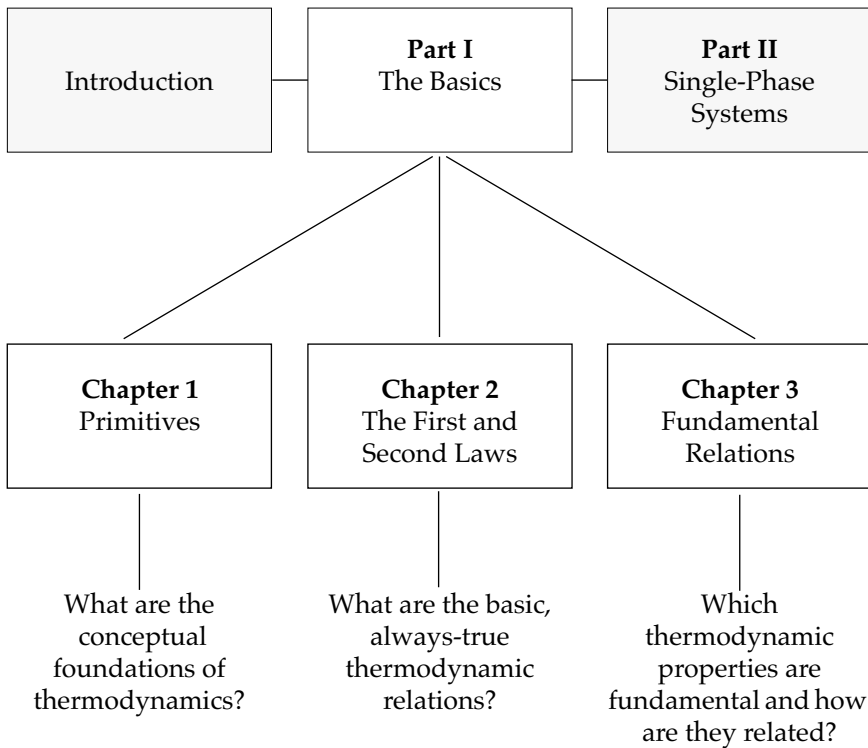 Introduction
Part I
The Basics
Part II
Single-Phase
Systems
Chapter 1
Primitives
Chapter 2
The First and
Second Laws
Chapter 3
Fundamental
Relations
What are the
conceptual
foundations of
thermodynamics?
What are the basic,
always-true
thermodynamic
relations?
Which
thermodynamic
properties are
fundamental and how
are they related?